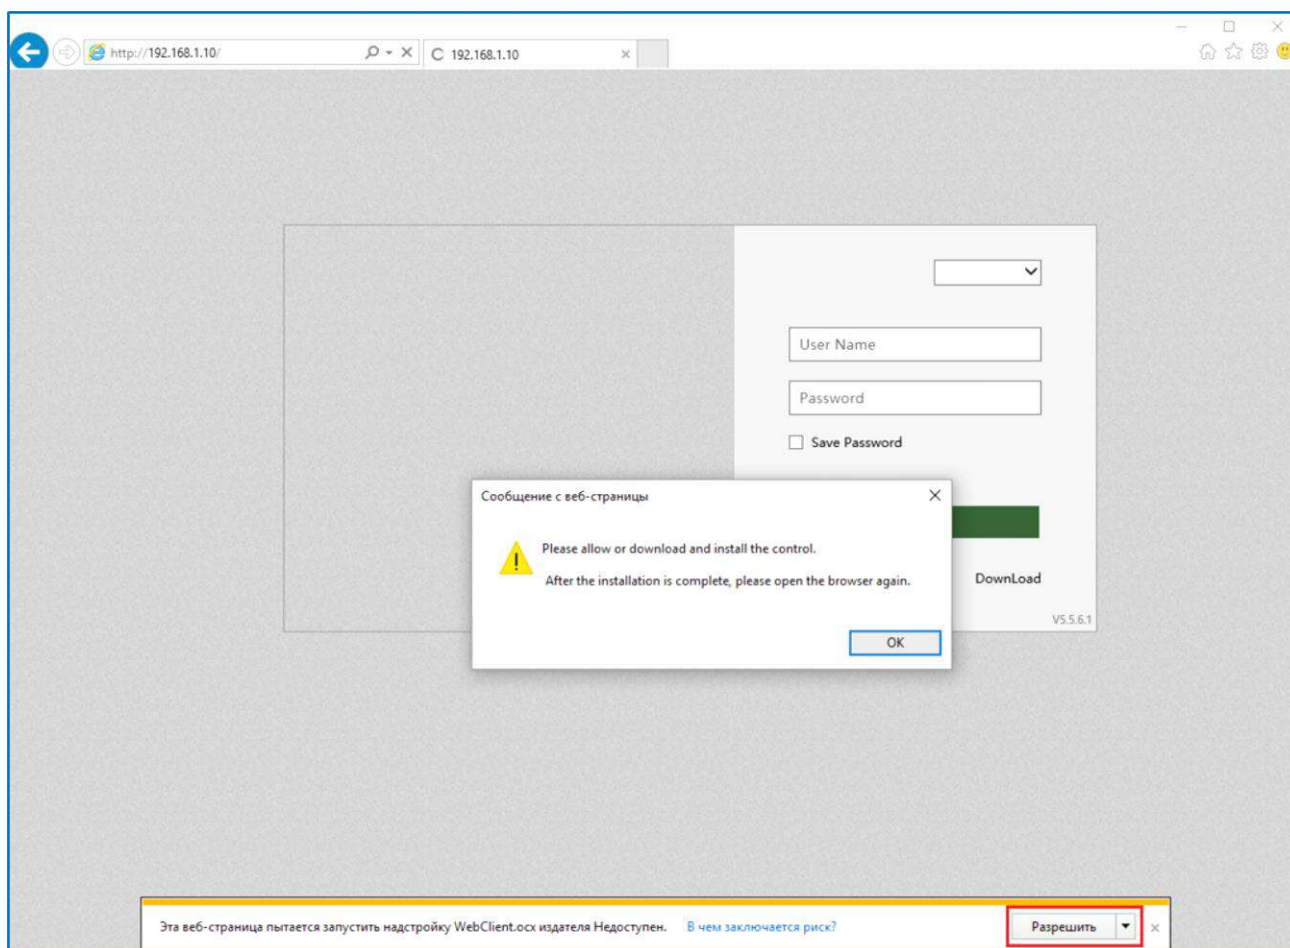 http://192.168.1.10/
192.168.1.10
User Name
Password
Save Password
Сообщение с веб-страницы
Please allow or download and install the control.
After the installation is complete, please open the browser again.
OK
DownLoad
V5.5.6.1
Эта веб-страница пытается запустить надстройку WebClient.ocx издателя Недоступен. В чем заключается риск? Разрешить